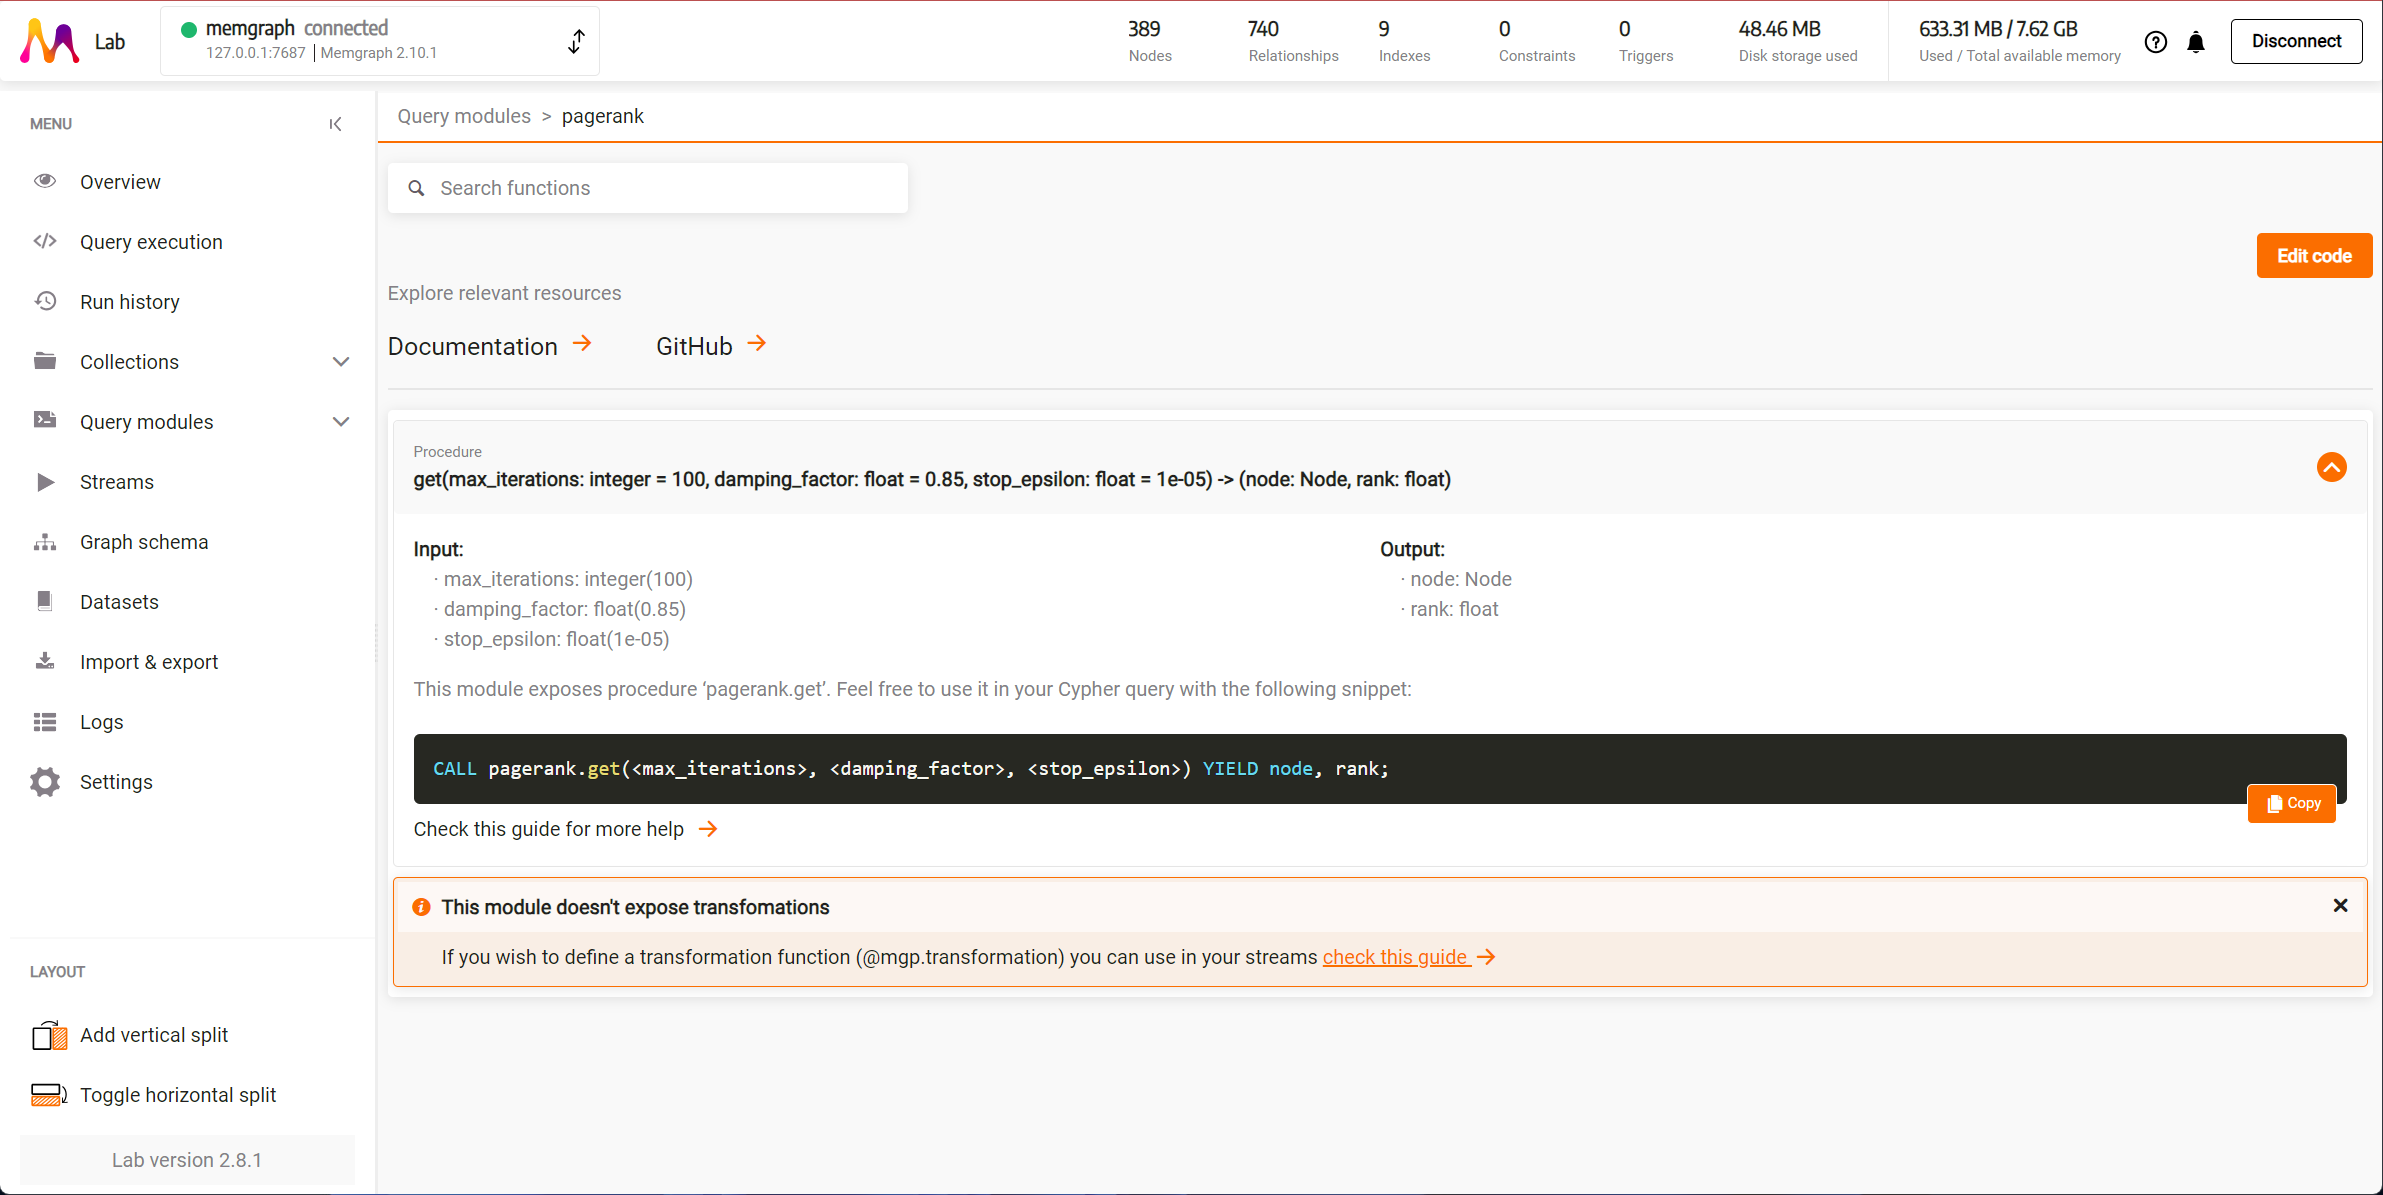 Lab
memgraph connected
127.0.0.1:7687 | Memgraph 2.10.1
389
Nodes
740
Relationships
9
Indexes
0
Constraints
0
Triggers
48.46 MB
Disk storage used
633.31 MB / 7.62 GB
Used / Total available memory
Disconnect
MENU
Overview
Query execution
Run history
Collections
Query modules
Streams
Graph schema
Datasets
Import & export
Logs
Settings
LAYOUT
Add vertical split
Toggle horizontal split
Lab version 2.8.1
Query modules > pagerank
Search functions
Edit code
Explore relevant resources
Documentation → GitHub →
Procedure
get(max_iterations: integer = 100, damping_factor: float = 0.85, stop_epsilon: float = 1e-05) -> (node: Node, rank: float)
Input:
· max_iterations: integer(100)
· damping_factor: float(0.85)
· stop_epsilon: float(1e-05)
Output:
· node: Node
· rank: float
This module exposes procedure ‘pagerank.get’. Feel free to use it in your Cypher query with the following snippet:
CALL pagerank.get(<max_iterations>, <damping_factor>, <stop_epsilon>) YIELD node, rank;
Copy
Check this guide for more help →
This module doesn't expose transfomations
If you wish to define a transformation function (@mgp.transformation) you can use in your streams check this guide →